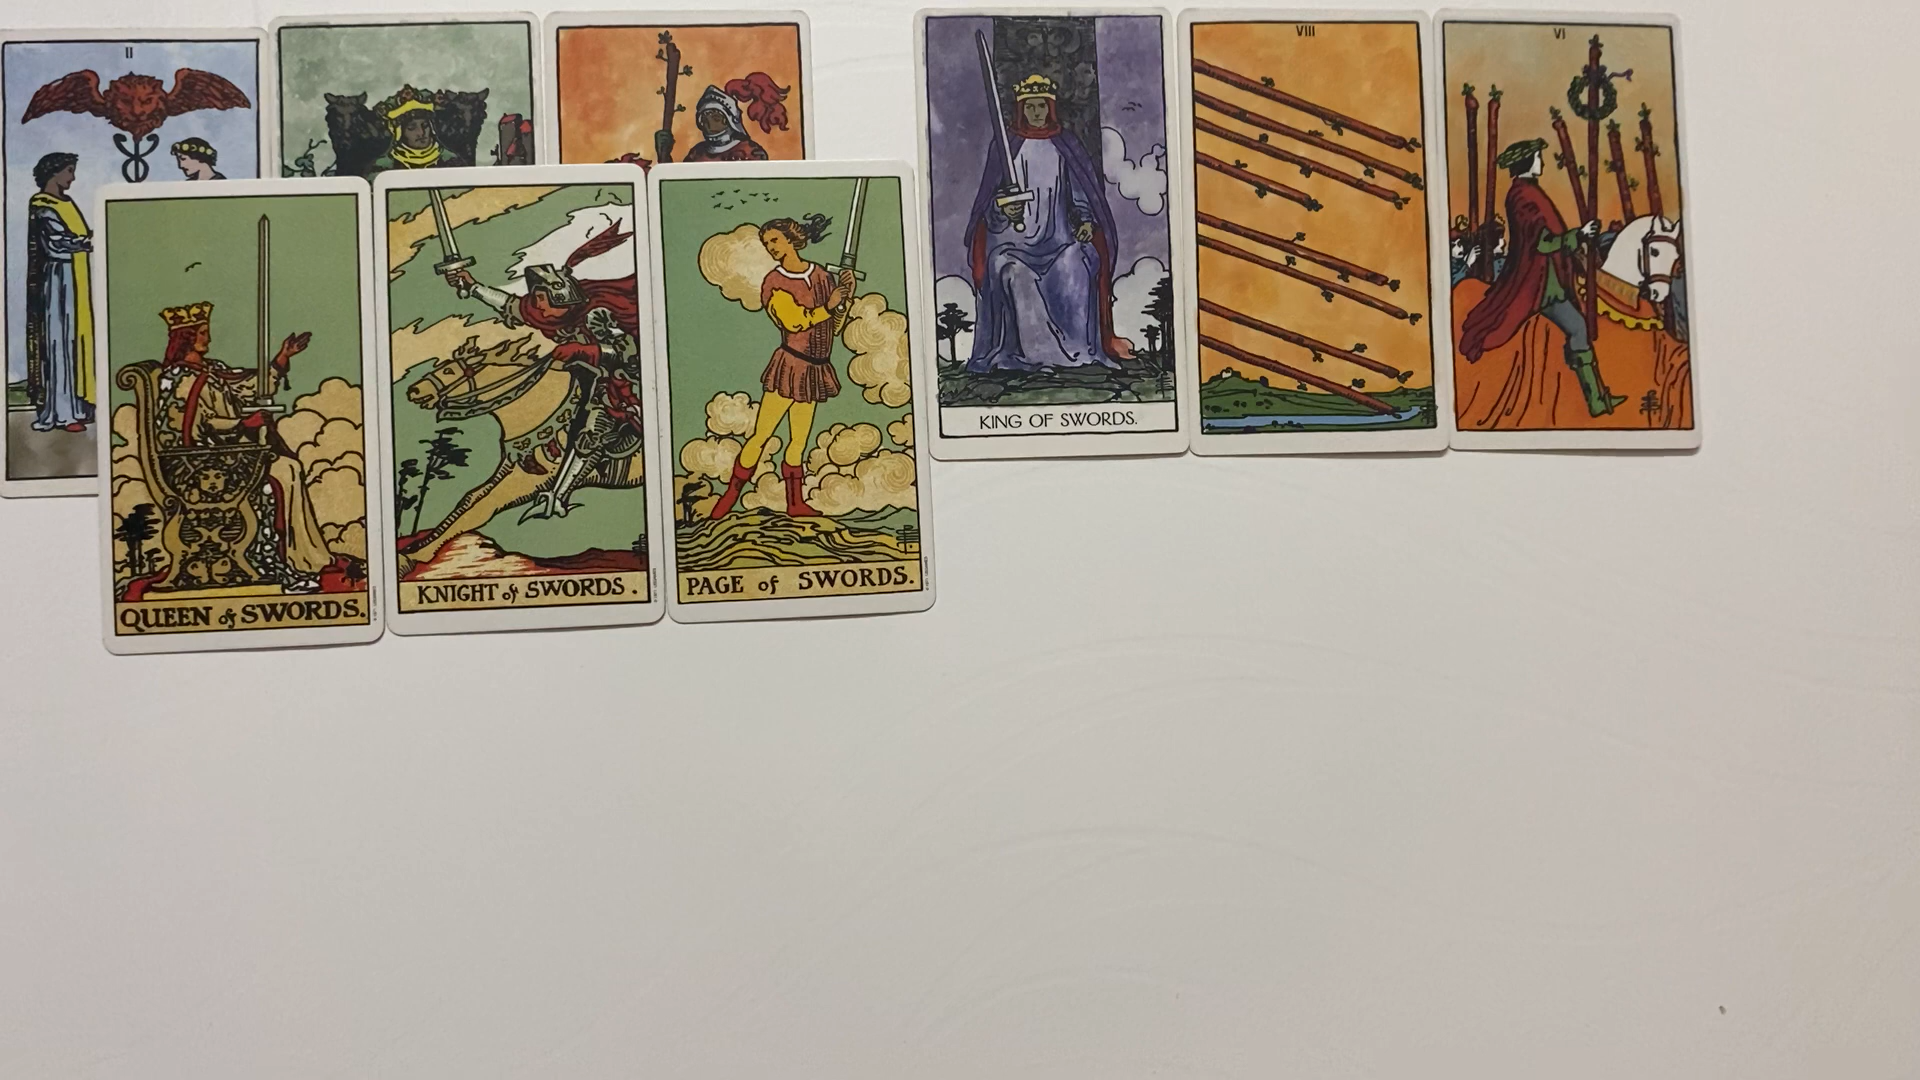 II
VIII
VI
KING OF SWORDS.
QUEEN of SWORDS.
KNIGHT of SWORDS.
PAGE of SWORDS.